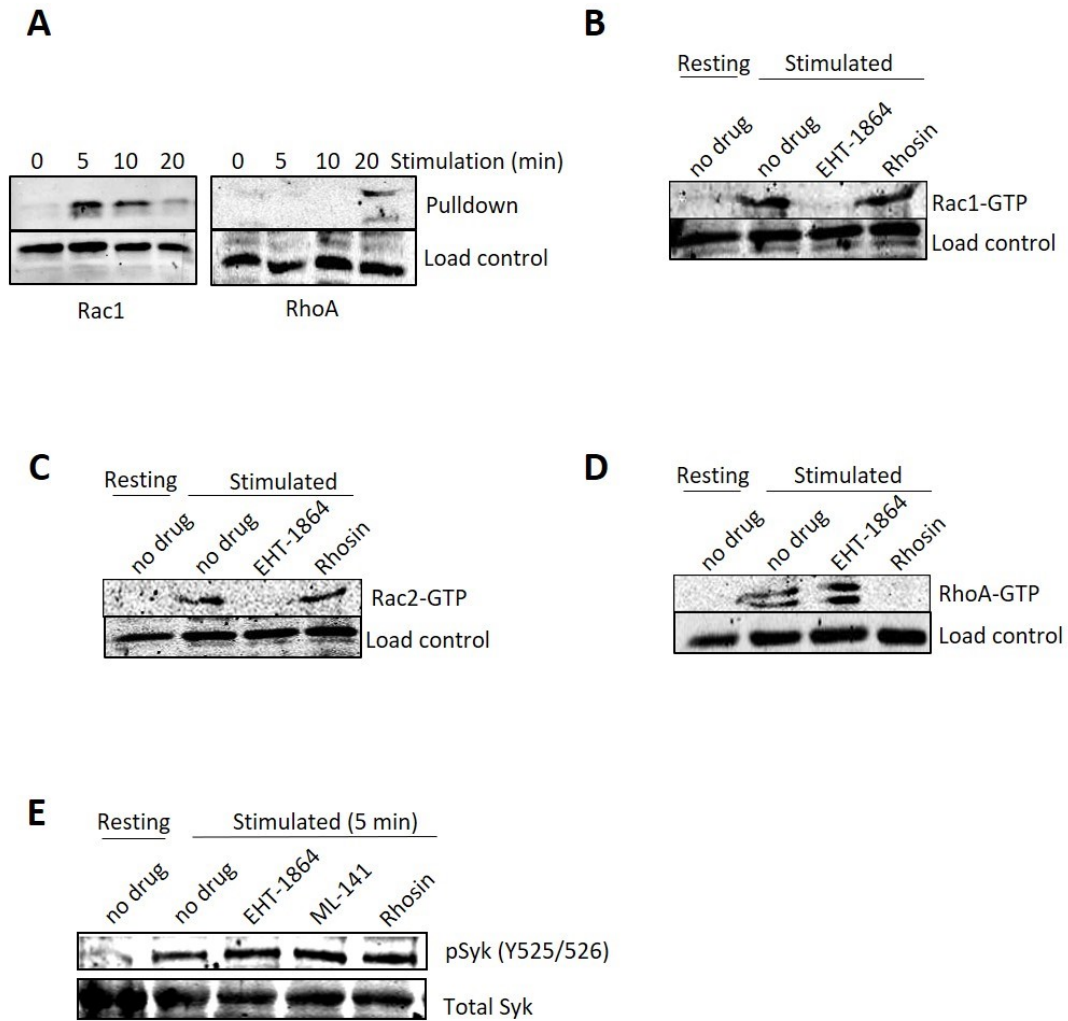 A
0 5 10 20 Stimulation (min) 0 5 10 20
Pulldown
Load control
Rac1 RhoA
B
Resting Stimulated
no drug no drug EHT-1864 Rhosin
Rac1-GTP
Load control
C
Resting Stimulated
no drug no drug EHT-1864 Rhosin
Rac2-GTP
Load control
D
Resting Stimulated
no drug no drug EHT-1864 Rhosin
RhoA-GTP
Load control
E
Resting Stimulated (5 min)
no drug no drug EHT-1864 ML-141 Rhosin
pSyk (Y525/526)
Total Syk